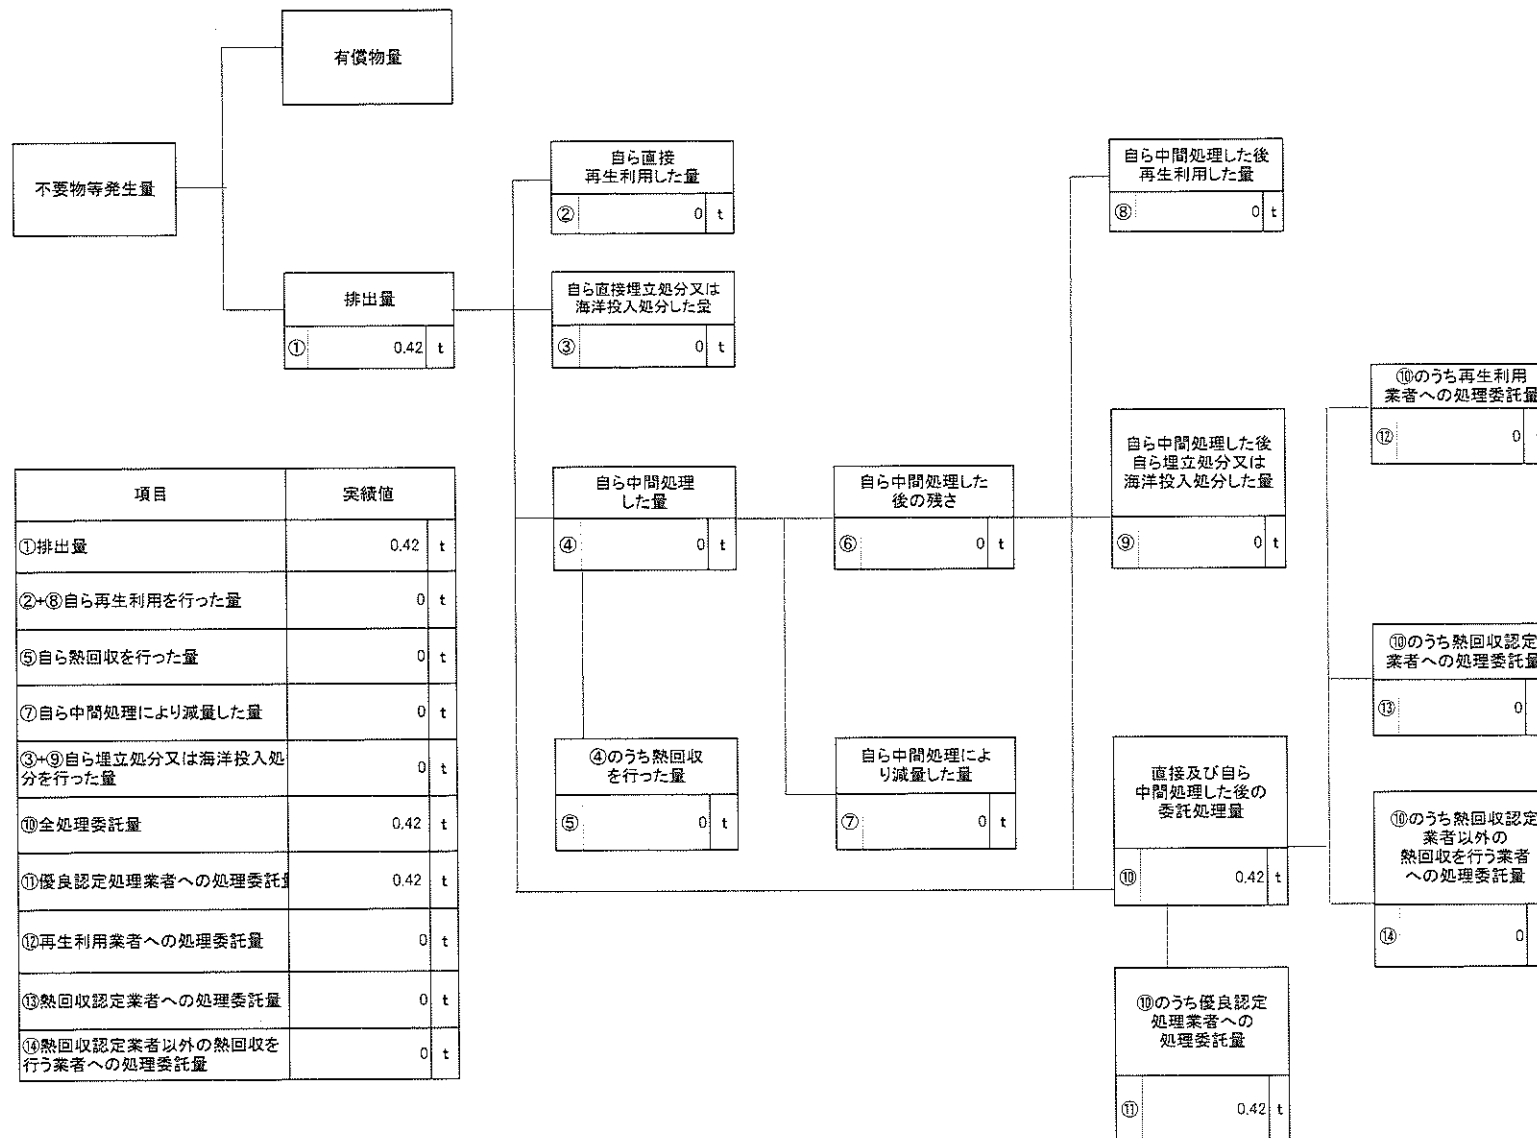 有償物量
不要物等発生量
排出量
① 0.42 t
自ら直接
再生利用した量
② 0 t
自ら直接埋立処分又は
海洋投入処分した量
③ 0 t
自ら中間処理
した量
④ 0 t
④のうち熱回収
を行った量
⑤ 0 t
自ら中間処理した
後の残さ
⑥ 0 t
自ら中間処理によ
り減量した量
⑦ 0 t
自ら中間処理した後
再生利用した量
⑧ 0 t
自ら中間処理した後
自ら埋立処分又は
海洋投入処分した量
⑨ 0 t
直接及び自ら
中間処理した後の
委託処理量
⑩ 0.42 t
⑩のうち優良認定
処理業者への
処理委託量
⑪ 0.42 t
⑩のうち再生利用
業者への処理委託量
⑫ 0
⑩のうち熱回収認定
業者への処理委託量
⑬ 0
⑩のうち熱回収認定
業者以外の
熱回収を行う業者
への処理委託量
⑭ 0
項目 実績値
①排出量 0.42 t
②+⑧自ら再生利用を行った量 0 t
⑤自ら熱回収を行った量 0 t
⑦自ら中間処理により減量した量 0 t
③+⑨自ら埋立処分又は海洋投入処
分を行った量 0 t
⑩全処理委託量 0.42 t
⑪優良認定処理業者への処理委託量 0.42 t
⑫再生利用業者への処理委託量 0 t
⑬熱回収認定業者への処理委託量 0 t
⑭熱回収認定業者以外の熱回収を
行う業者への処理委託量 0 t